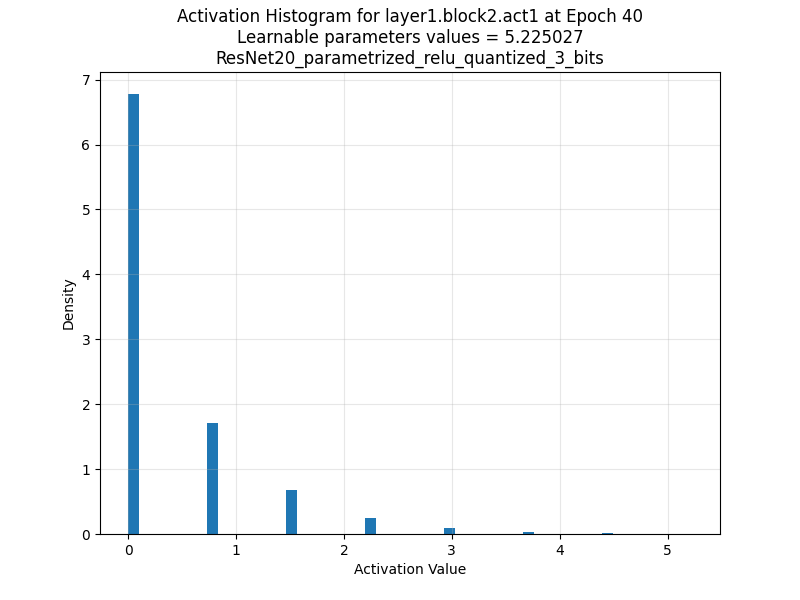 Activation Histogram for layer1.block2.act1 at Epoch 40
Learnable parameters values = 5.225027
ResNet20_parametrized_relu_quantized_3_bits
7
6
5
4
3
2
1
0
Density
0 1 2 3 4 5
Activation Value